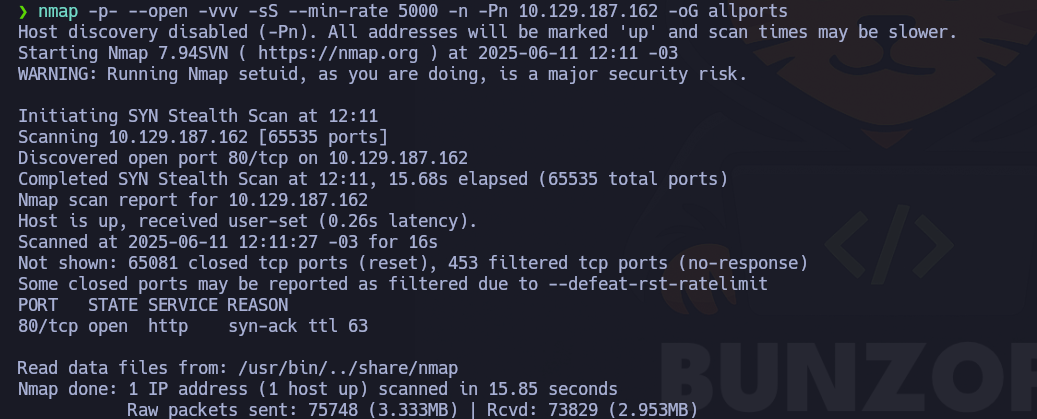 ❯ nmap -p- --open -vvv -sS --min-rate 5000 -n -Pn 10.129.187.162 -oG allports
Host discovery disabled (-Pn). All addresses will be marked 'up' and scan times may be slower.
Starting Nmap 7.94SVN ( https://nmap.org ) at 2025-06-11 12:11 -03
WARNING: Running Nmap setuid, as you are doing, is a major security risk.
Initiating SYN Stealth Scan at 12:11
Scanning 10.129.187.162 [65535 ports]
Discovered open port 80/tcp on 10.129.187.162
Completed SYN Stealth Scan at 12:11, 15.68s elapsed (65535 total ports)
Nmap scan report for 10.129.187.162
Host is up, received user-set (0.26s latency).
Scanned at 2025-06-11 12:11:27 -03 for 16s
Not shown: 65081 closed tcp ports (reset), 453 filtered tcp ports (no-response)
Some closed ports may be reported as filtered due to --defeat-rst-ratelimit
PORT   STATE SERVICE REASON
80/tcp open  http    syn-ack ttl 63
Read data files from: /usr/bin/../share/nmap
Nmap done: 1 IP address (1 host up) scanned in 15.85 seconds
Raw packets sent: 75748 (3.333MB) | Rcvd: 73829 (2.953MB)
</>